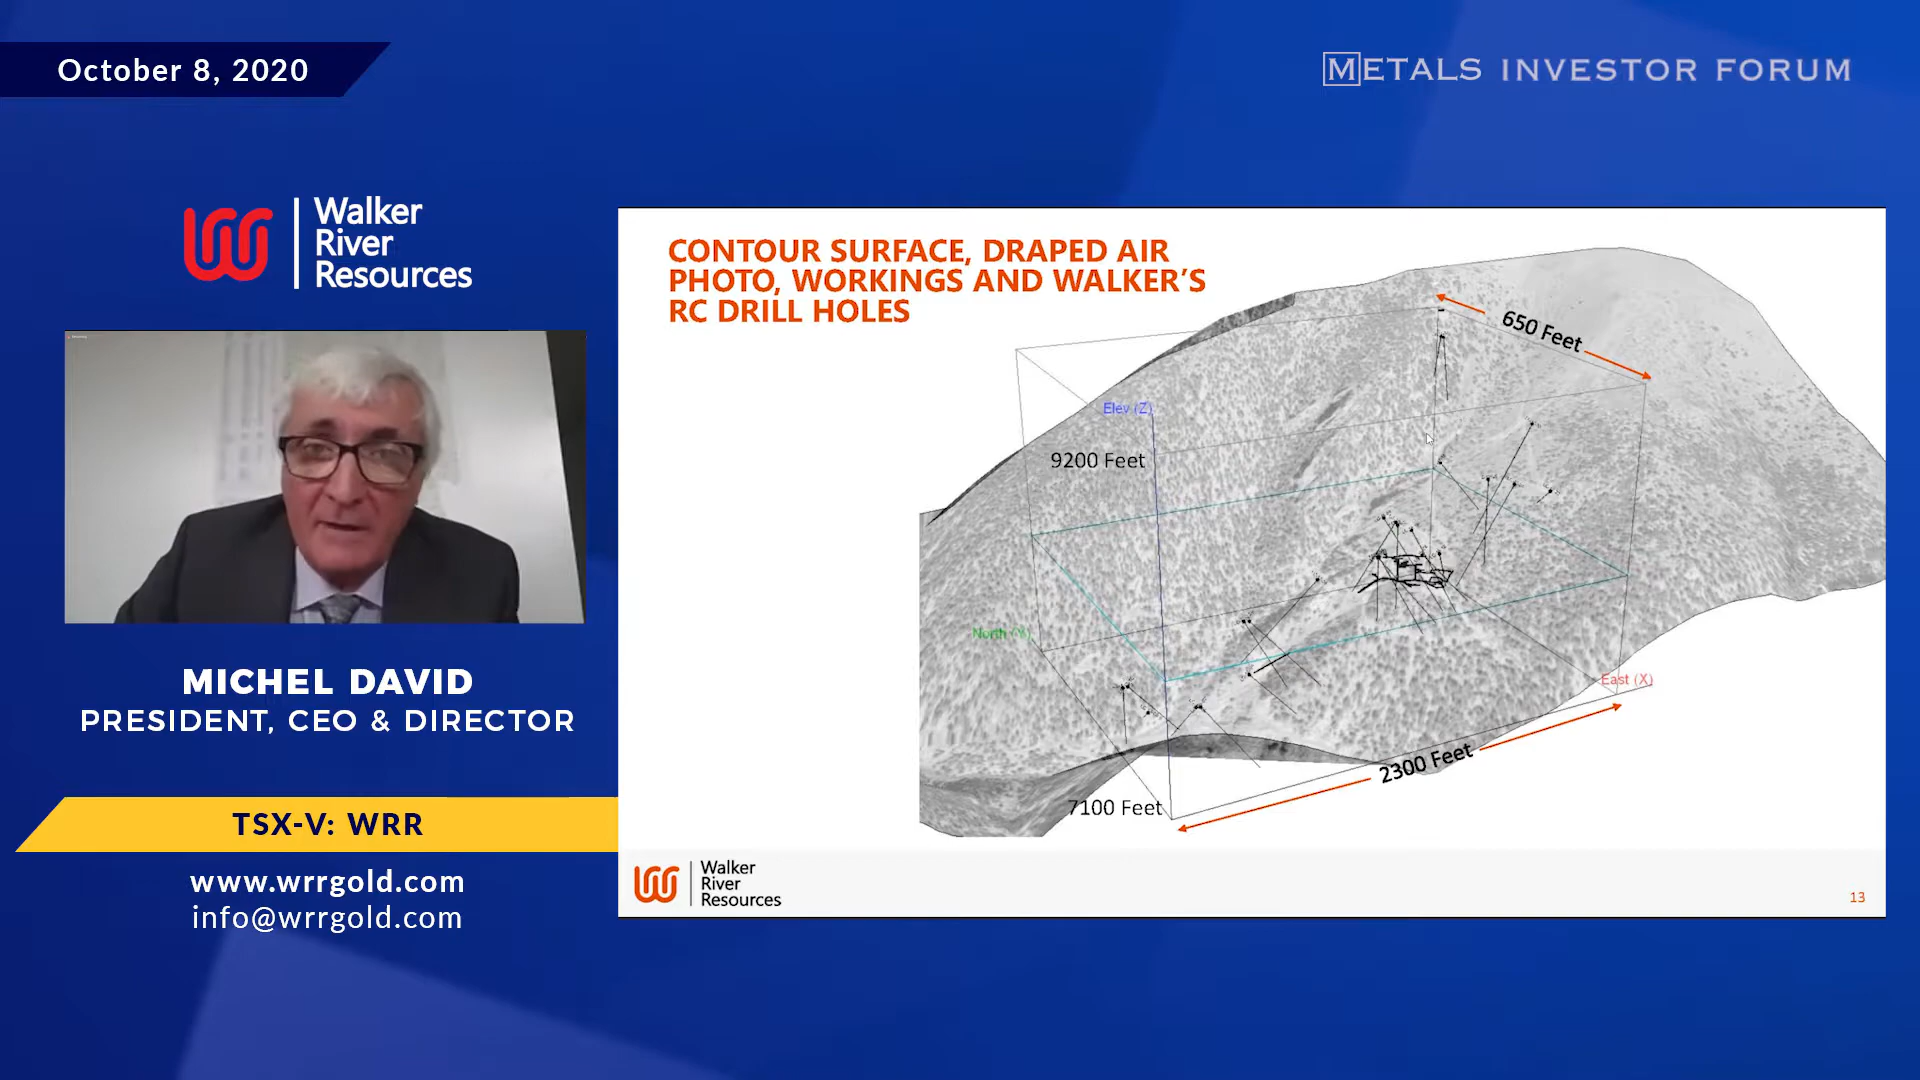 October 8, 2020
METALS INVESTOR FORUM
Walker
River
Resources
MICHEL DAVID
PRESIDENT, CEO & DIRECTOR
TSX-V: WRR
www.wrrgold.com
info@wrrgold.com
CONTOUR SURFACE, DRAPED AIR
PHOTO, WORKINGS AND WALKER'S
RC DRILL HOLES
650 Feet
Elev (Z)
9200 Feet
North (Y)
East (X)
2300 Feet
7100 Feet
Walker
River
Resources
13